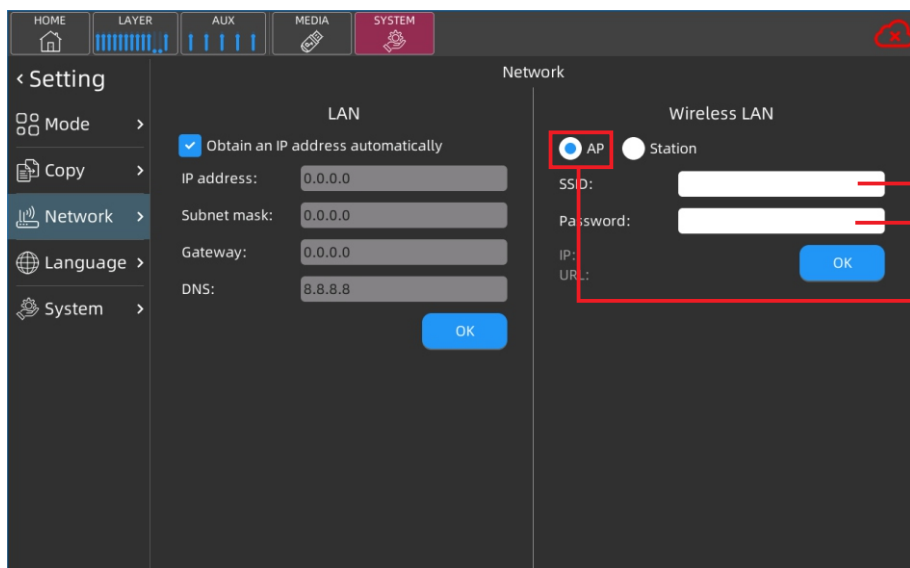 HOME LAYER AUX MEDIA SYSTEM
‹ Setting
Mode ›
Copy ›
Network ›
Language ›
System ›
Network
LAN
Obtain an IP address automatically
IP address: 0.0.0.0
Subnet mask: 0.0.0.0
Gateway: 0.0.0.0
DNS: 8.8.8.8
OK
Wireless LAN
AP Station
SSID:
Password:
IP:
URL:
OK